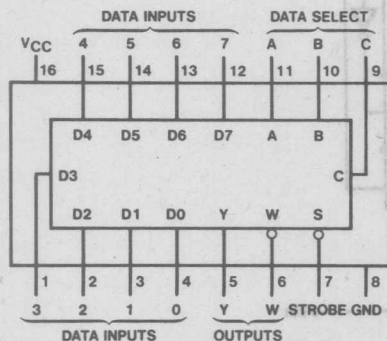 DATA INPUTS DATA SELECT
VCC 4 5 6 7 A B C
16 15 14 13 12 11 10 9
D4 D5 D6 D7 A B
D3 C
D2 D1 D0 Y W S
1 2 3 4 5 6 7 8
3 2 1 0 Y W STROBE GND
DATA INPUTS OUTPUTS